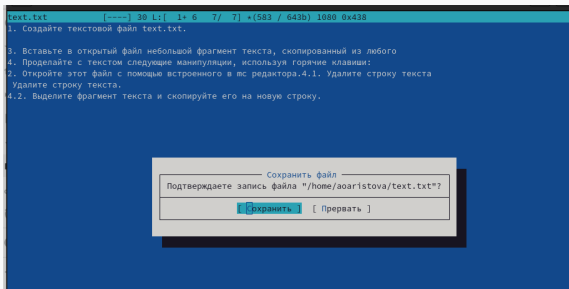 text.txt [----] 30 L:[ 1+ 6 7/ 7] *(583 / 643b) 1080 0x438
1. Создайте текстовой файл text.txt.
3. Вставьте в открытый файл небольшой фрагмент текста, скопированный из любого
4. Проделайте с текстом следующие манипуляции, используя горячие клавиши:
2. Откройте этот файл с помощью встроенного в mc редактора.4.1. Удалите строку текста
Удалите строку текста.
4.2. Выделите фрагмент текста и скопируйте его на новую строку.
Сохранить файл
Подтверждаете запись файла "/home/aoaristova/text.txt"?
[ Сохранить ] [ Прервать ]